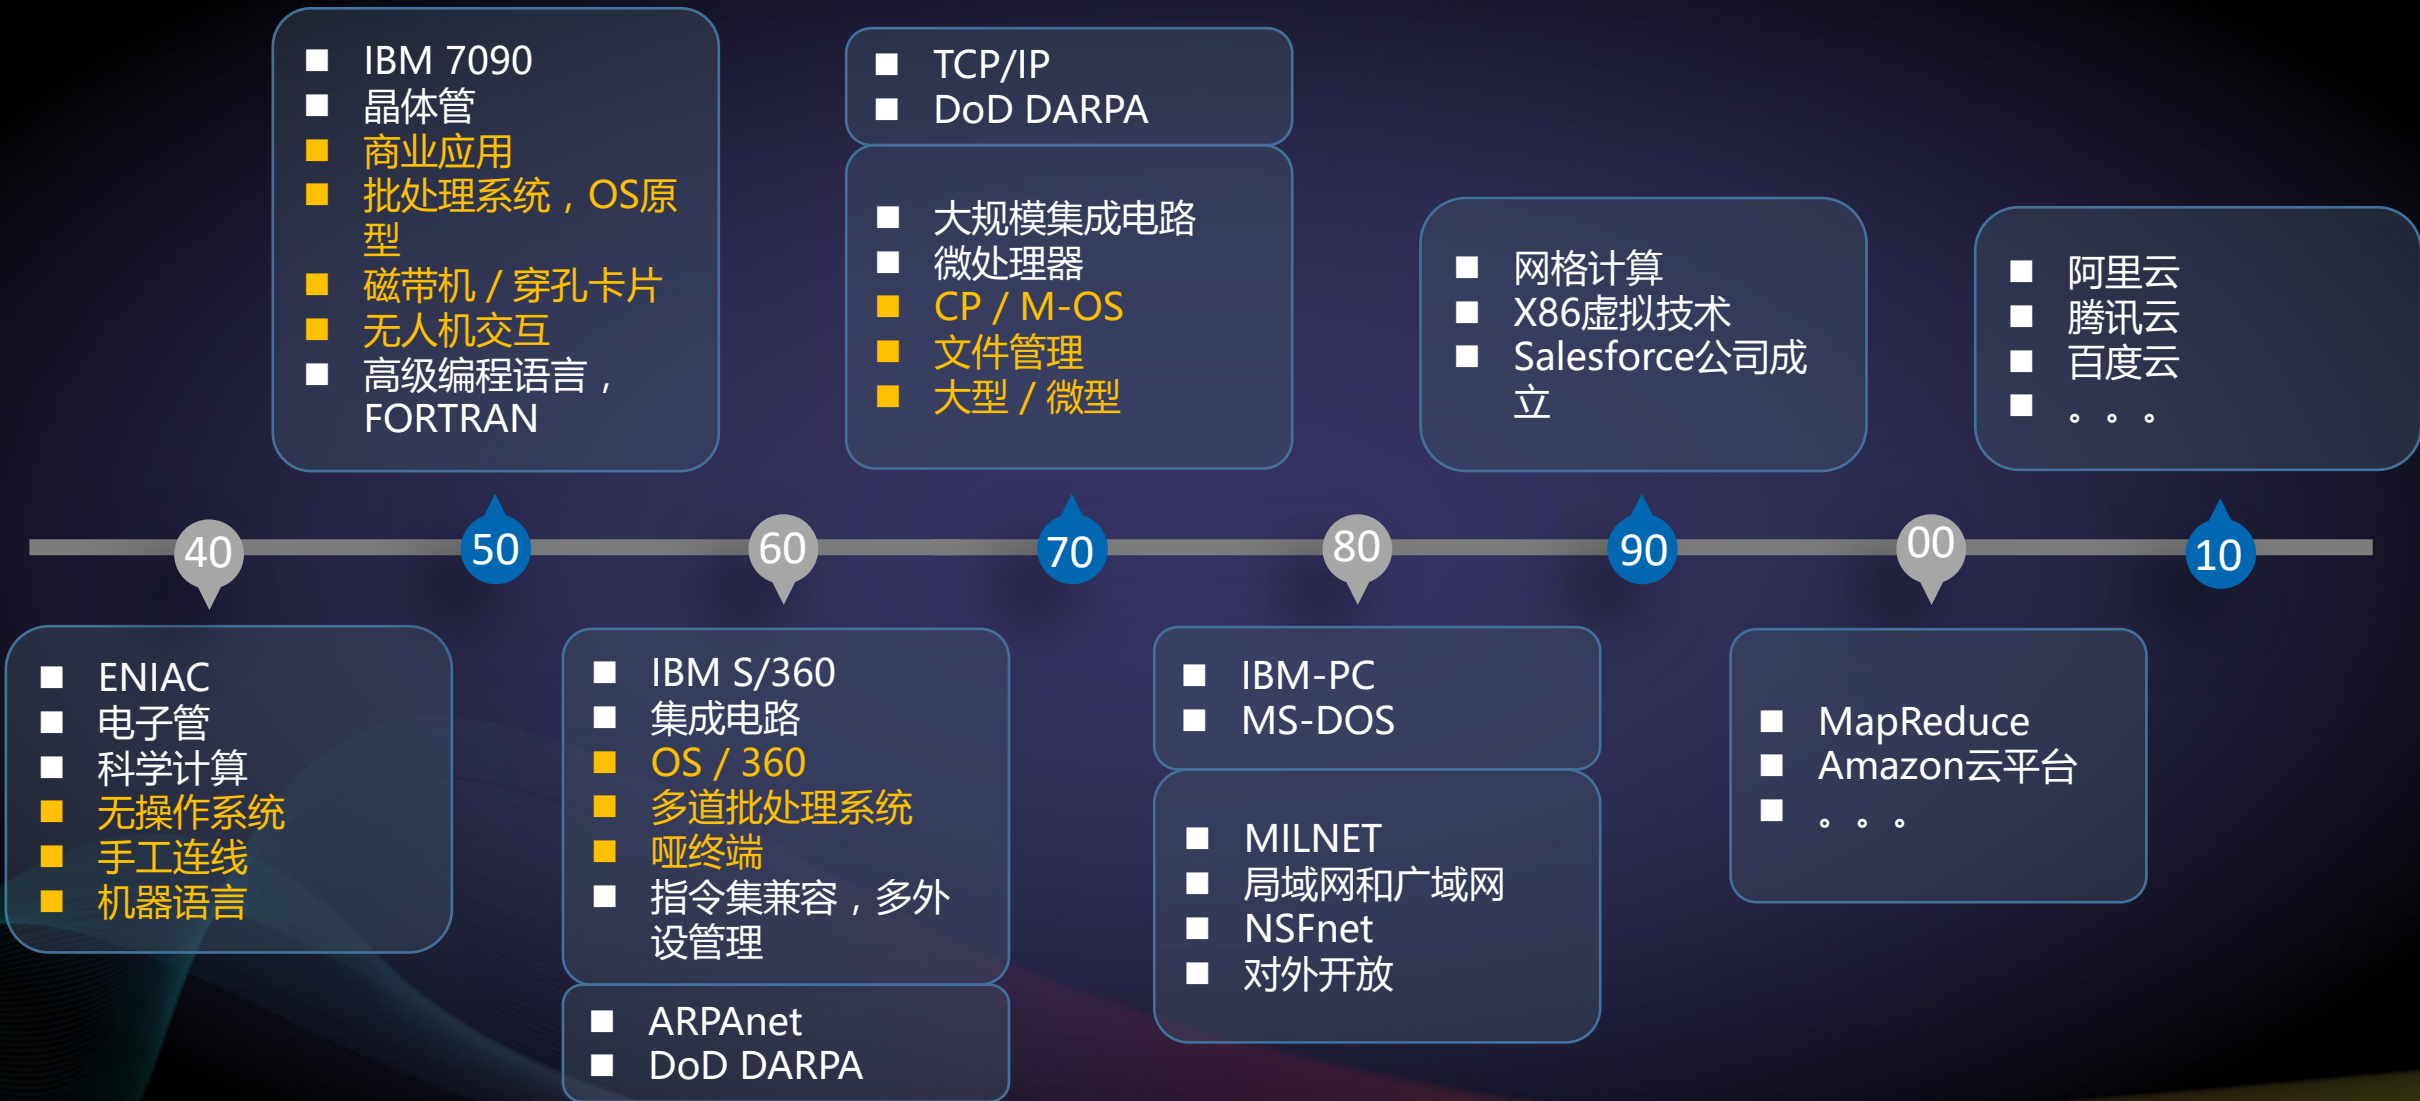 IBM 7090
晶体管
商业应用
批处理系统，OS原
型
磁带机 / 穿孔卡片
无人机交互
高级编程语言，
FORTRAN
TCP/IP
DoD DARPA
大规模集成电路
微处理器
CP / M-OS
文件管理
大型 / 微型
网格计算
X86虚拟技术
Salesforce公司成
立
阿里云
腾讯云
百度云
。。。
40
50
60
70
80
90
00
10
ENIAC
电子管
科学计算
无操作系统
手工连线
机器语言
IBM S/360
集成电路
OS / 360
多道批处理系统
哑终端
指令集兼容，多外
设管理
ARPAnet
DoD DARPA
IBM-PC
MS-DOS
MILNET
局域网和广域网
NSFnet
对外开放
MapReduce
Amazon云平台
。。。